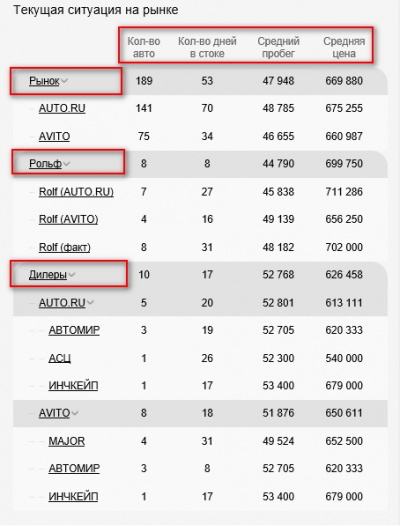 Текущая ситуация на рынке
Кол-во авто Кол-во дней в стоке Средний пробег Средняя цена
Рынок 189 53 47 948 669 880
AUTO.RU 141 70 48 785 675 255
AVITO 75 34 46 655 660 987
Рольф 8 8 44 790 699 750
Rolf (AUTO.RU) 7 27 45 838 711 286
Rolf (AVITO) 4 16 49 139 656 250
Rolf (факт) 8 31 48 182 702 000
Дилеры 10 17 52 768 626 458
AUTO.RU 5 20 52 801 613 111
АВТОМИР 3 19 52 705 620 333
АСЦ 1 26 52 300 540 000
ИНЧКЕЙП 1 17 53 400 679 000
AVITO 8 18 51 876 650 611
MAJOR 4 31 49 524 652 500
АВТОМИР 3 8 52 705 620 333
ИНЧКЕЙП 1 17 53 400 679 000